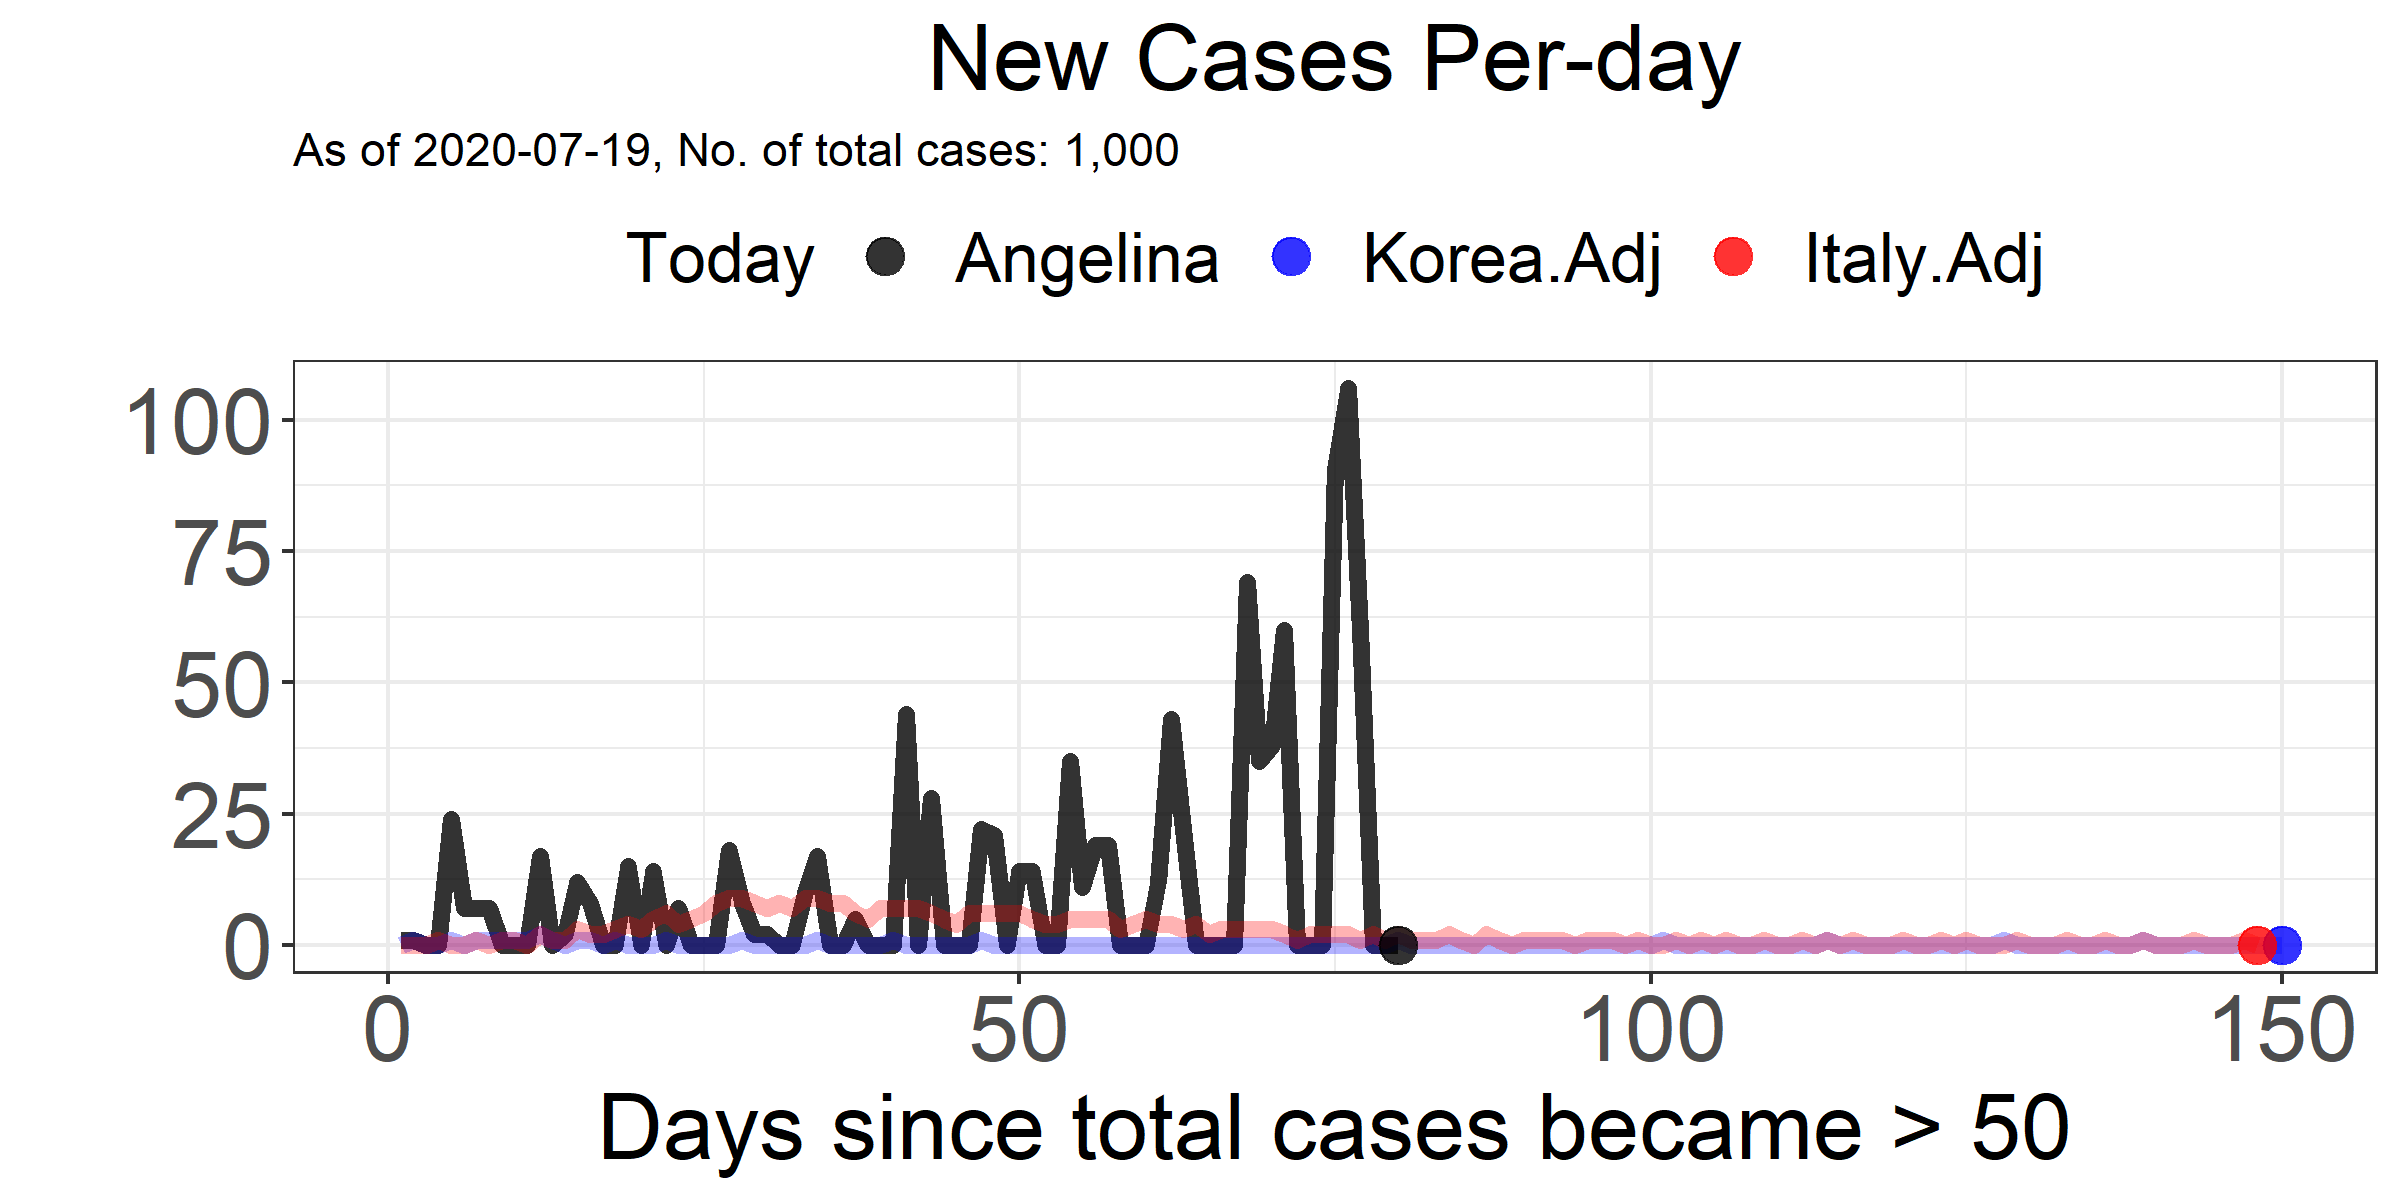 New Cases Per-day
As of 2020-07-19, No. of total cases: 1,000
Today Angelina Korea.Adj Italy.Adj
100
75
50
25
0
0 50 100 150
Days since total cases became > 50